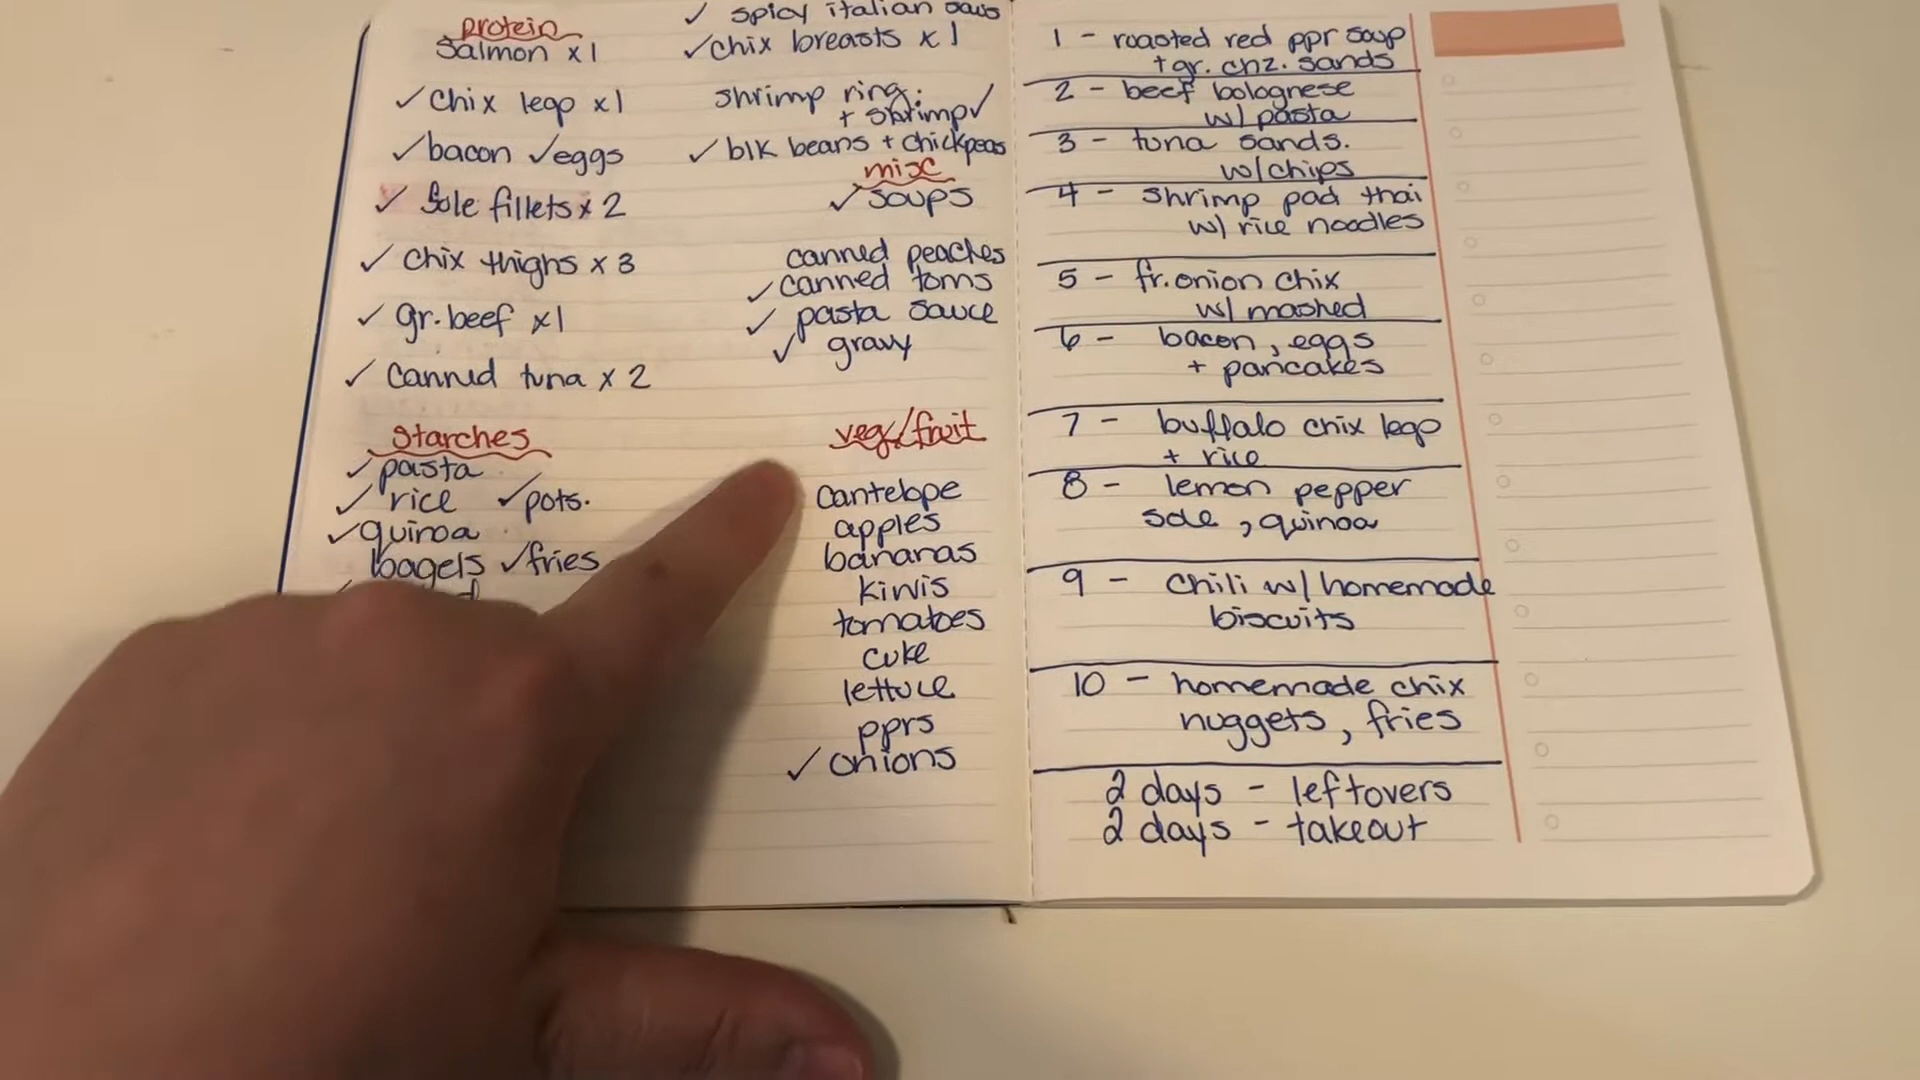 protein
Salmon x 1
✓ chix legs x1
✓ bacon ✓ eggs
✓ Sole fillets x 2
✓ chix thighs x 3
✓ gr. beef x1
✓ canned tuna x 2
starches
✓ pasta
✓ rice ✓ pots.
✓ quinoa
bagels ✓ fries
✓ spicy italian
✓ chix breasts x 1
shrimp ring
+ shrimp ✓
✓ blk beans + chickpeas
misc
✓ soups
canned peaches
✓ canned toms
✓ pasta sauce
✓ gravy
veg/fruit
cantelope
apples
bananas
kiwis
tomatoes
cuke
lettuce
pprs
✓ onions
1 - roasted red ppr soup
+ gr. chz. sands
2 - beef bolognese
w/ pasta
3 - tuna sands.
w/chips
4 - shrimp pad thai
w/ rice noodles
5 - fr. onion chix
w/ mashed
6 - bacon, eggs
+ pancakes
7 - buffalo chix legs
+ rice
8 - lemon pepper
sole, quinoa
9 - chili w/ homemade
biscuits
10 - homemade chix
nuggets, fries
2 days - leftovers
2 days - takeout